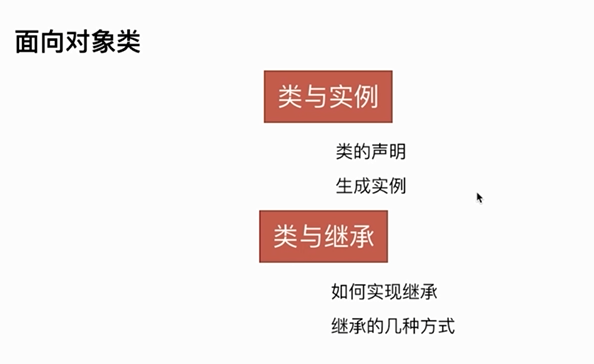 面向对象类
类与实例
类的声明
生成实例
类与继承
如何实现继承
继承的几种方式